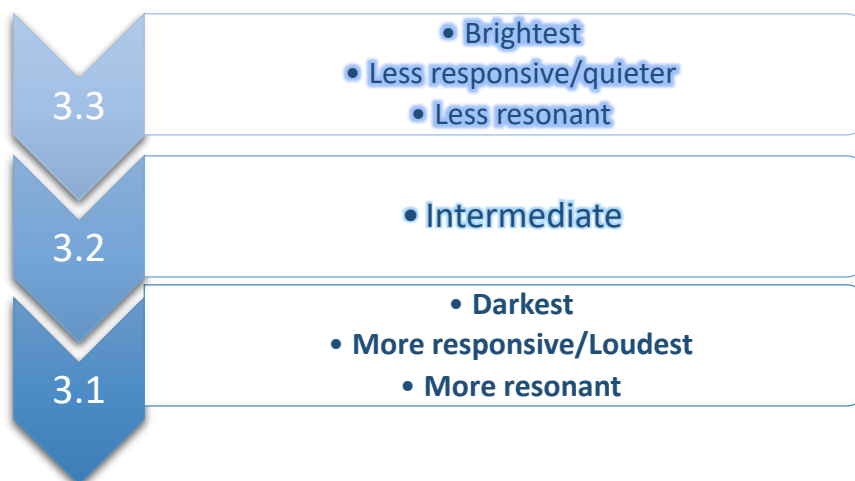 3.3
• Brightest
• Less responsive/quieter
• Less resonant
3.2
• Intermediate
3.1
• Darkest
• More responsive/Loudest
• More resonant